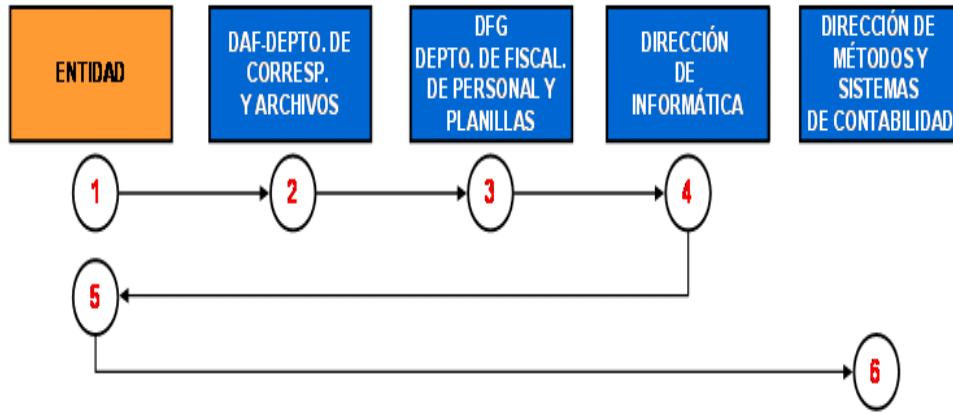 ENTIDAD
DAF-DEPTO. DE
CORRESP.
Y ARCHIVOS
DFG
DEPTO. DE FISCAL.
DE PERSONAL Y
PLANILLAS
DIRECCIÓN
DE
INFORMÁTICA
DIRECCIÓN DE
MÉTODOS Y
SISTEMAS
DE CONTABILIDAD
1
2
3
4
5
6